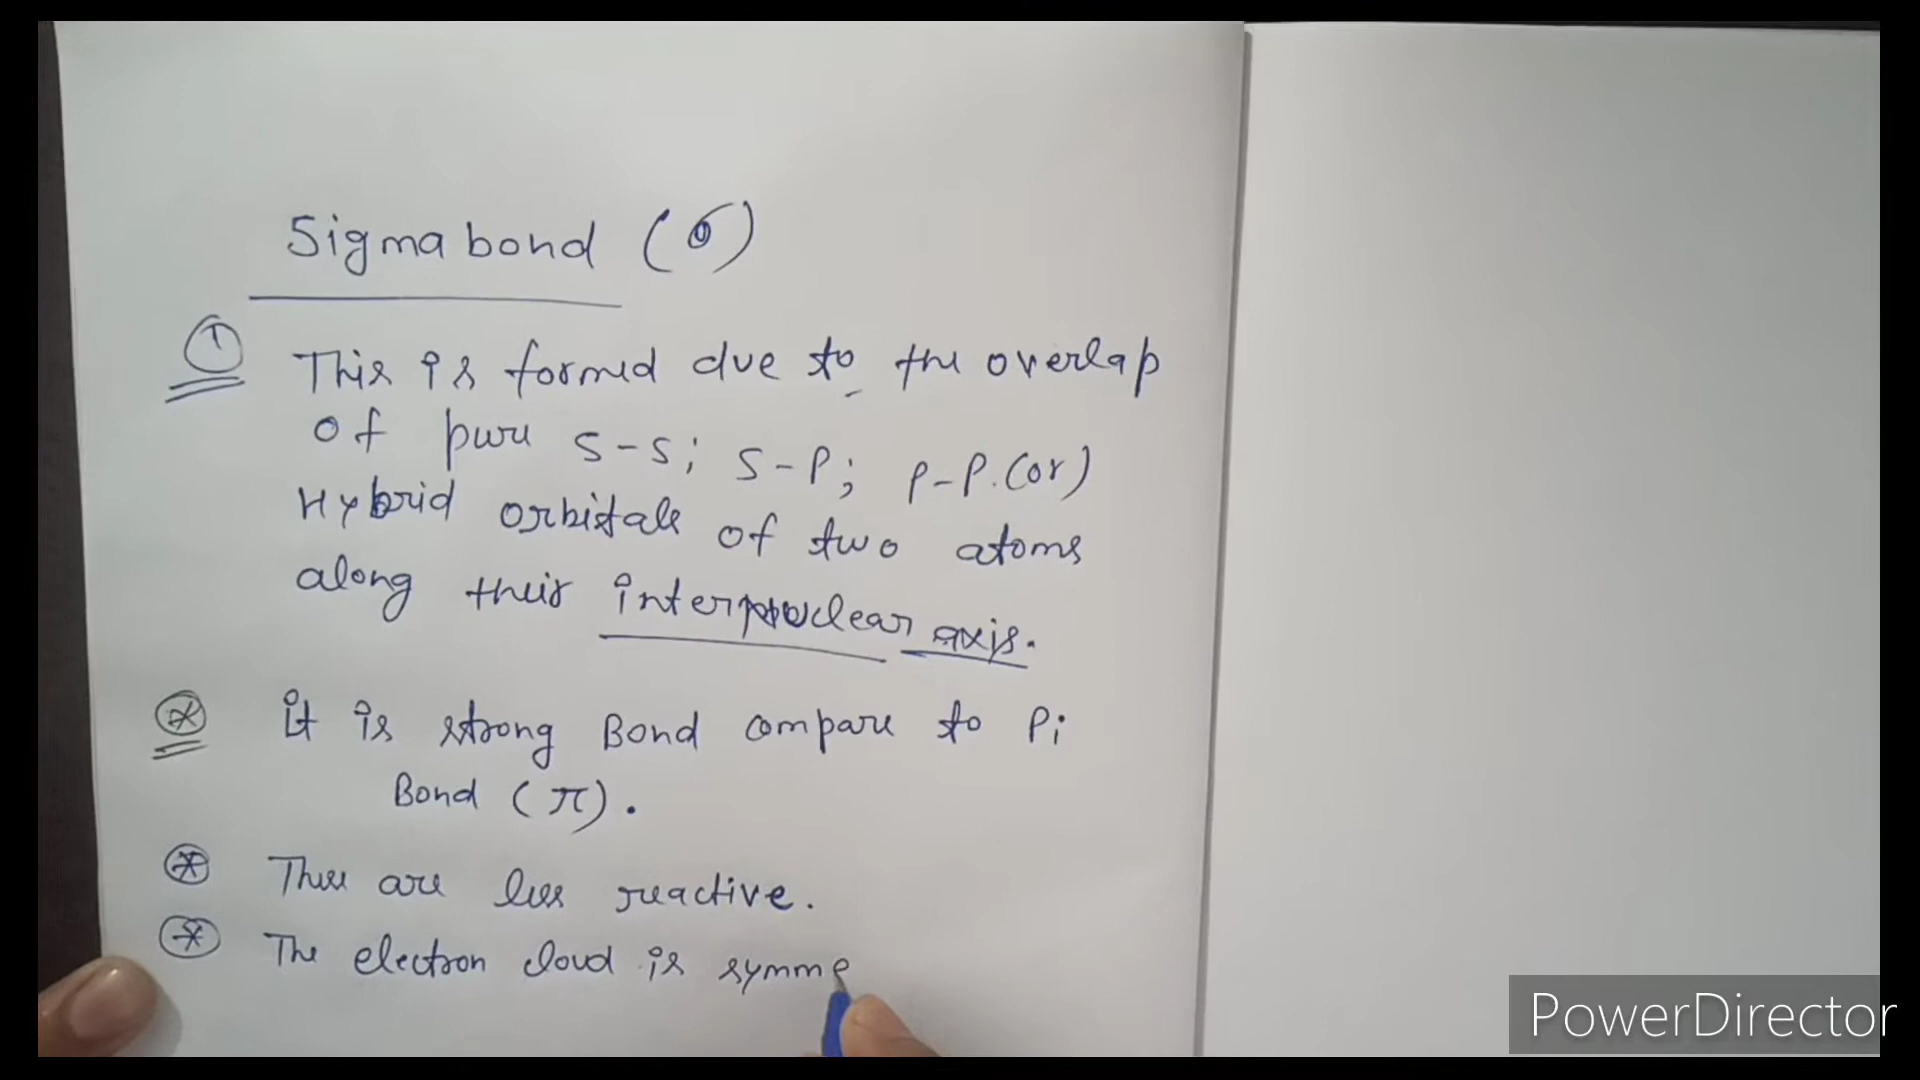 Sigma bond (σ)
① This is formed due to the overlap
of pure s-s; s-p; p-p. (or)
Hybrid orbitals of two atoms
along their internuclear axis.
It is strong Bond compare to Pi
Bond (π).
These are less reactive.
The electron cloud is symme
PowerDirector